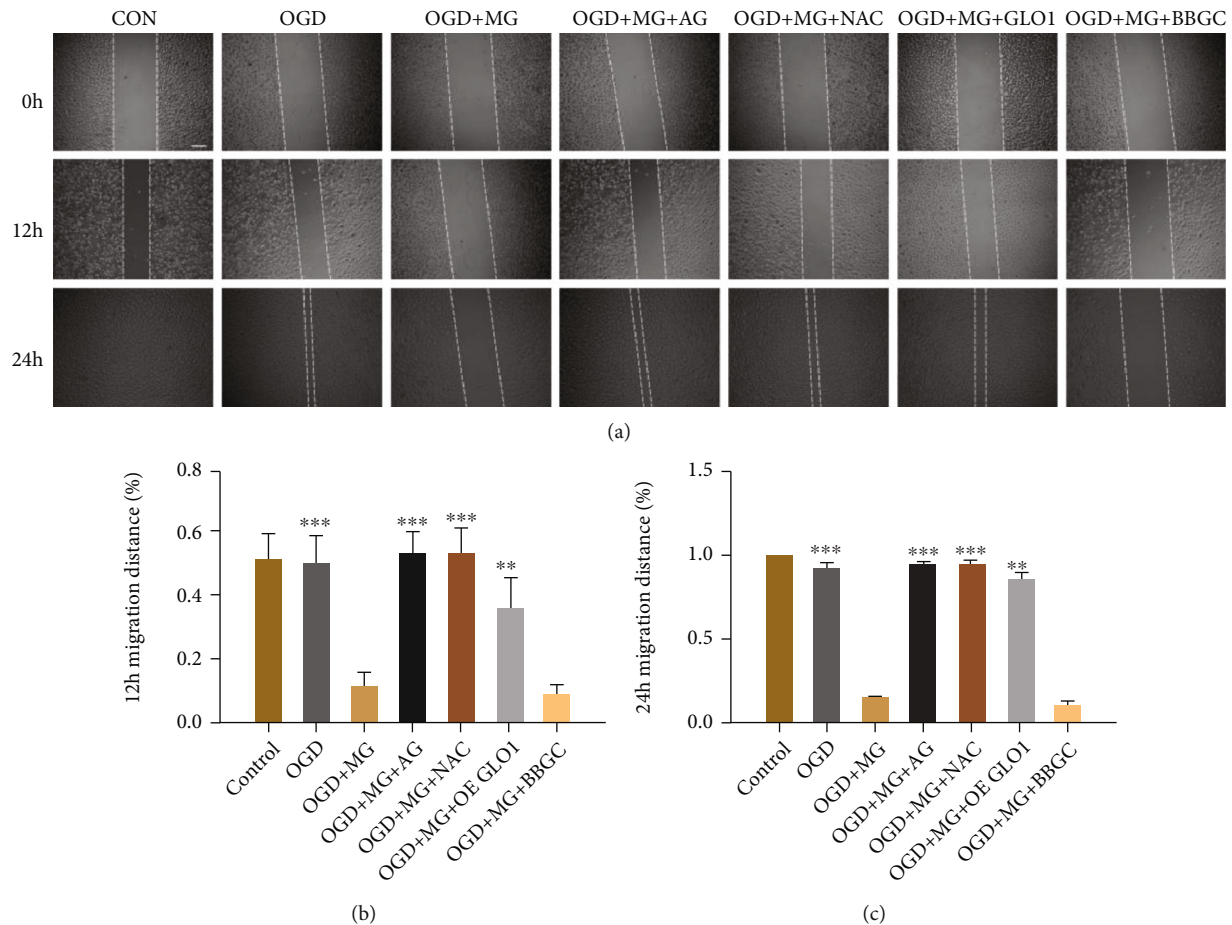 CON OGD OGD+MG OGD+MG+AG OGD+MG+NAC OGD+MG+GLO1 OGD+MG+BBGC
0h
12h
24h
(a)
12h migration distance (%)
0.8
0.6
0.4
0.2
0.0
*** *** *** **
Control
OGD
OGD+MG
OGD+MG+AG
OGD+MG+NAC
OGD+MG+OE GLO1
OGD+MG+BBGC
(b)
24h migration distance (%)
1.5
1.0
0.5
0.0
*** *** *** **
Control
OGD
OGD+MG
OGD+MG+AG
OGD+MG+NAC
OGD+MG+OE GLO1
OGD+MG+BBGC
(c)